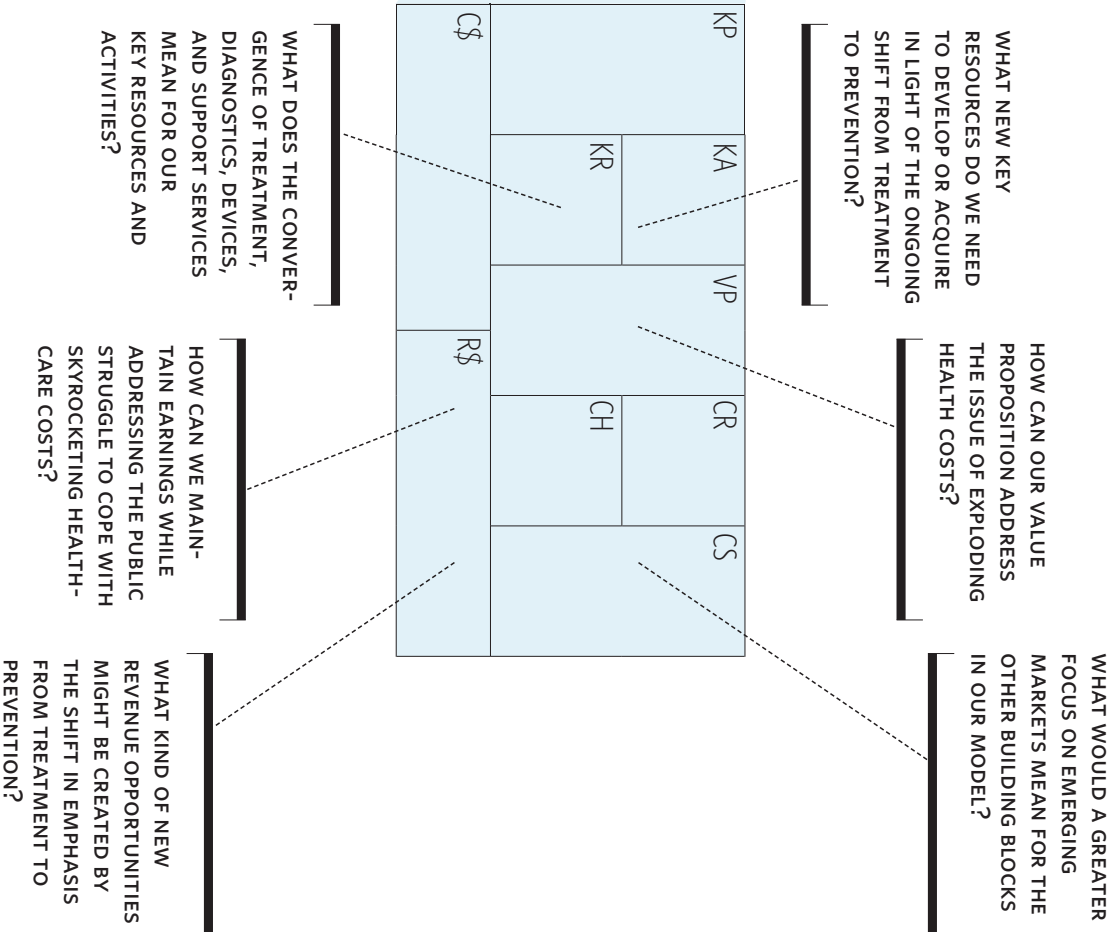 WHAT NEW KEY
RESOURCES DO WE NEED
TO DEVELOP OR ACQUIRE
IN LIGHT OF THE ONGOING
SHIFT FROM TREATMENT
TO PREVENTION?
HOW CAN OUR VALUE
PROPOSITION ADDRESS
THE ISSUE OF EXPLODING
HEALTH COSTS?
WHAT WOULD A GREATER
FOCUS ON EMERGING
MARKETS MEAN FOR THE
OTHER BUILDING BLOCKS
IN OUR MODEL?
KP
KA
VP
CR
CS
KR
CH
C$
R$
WHAT DOES THE CONVER-
GENCE OF TREATMENT,
DIAGNOSTICS, DEVICES,
AND SUPPORT SERVICES
MEAN FOR OUR
KEY RESOURCES AND
ACTIVITIES?
HOW CAN WE MAIN-
TAIN EARNINGS WHILE
ADDRESSING THE PUBLIC
STRUGGLE TO COPE WITH
SKYROCKETING HEALTH-
CARE COSTS?
WHAT KIND OF NEW
REVENUE OPPORTUNITIES
MIGHT BE CREATED BY
THE SHIFT IN EMPHASIS
FROM TREATMENT TO
PREVENTION?